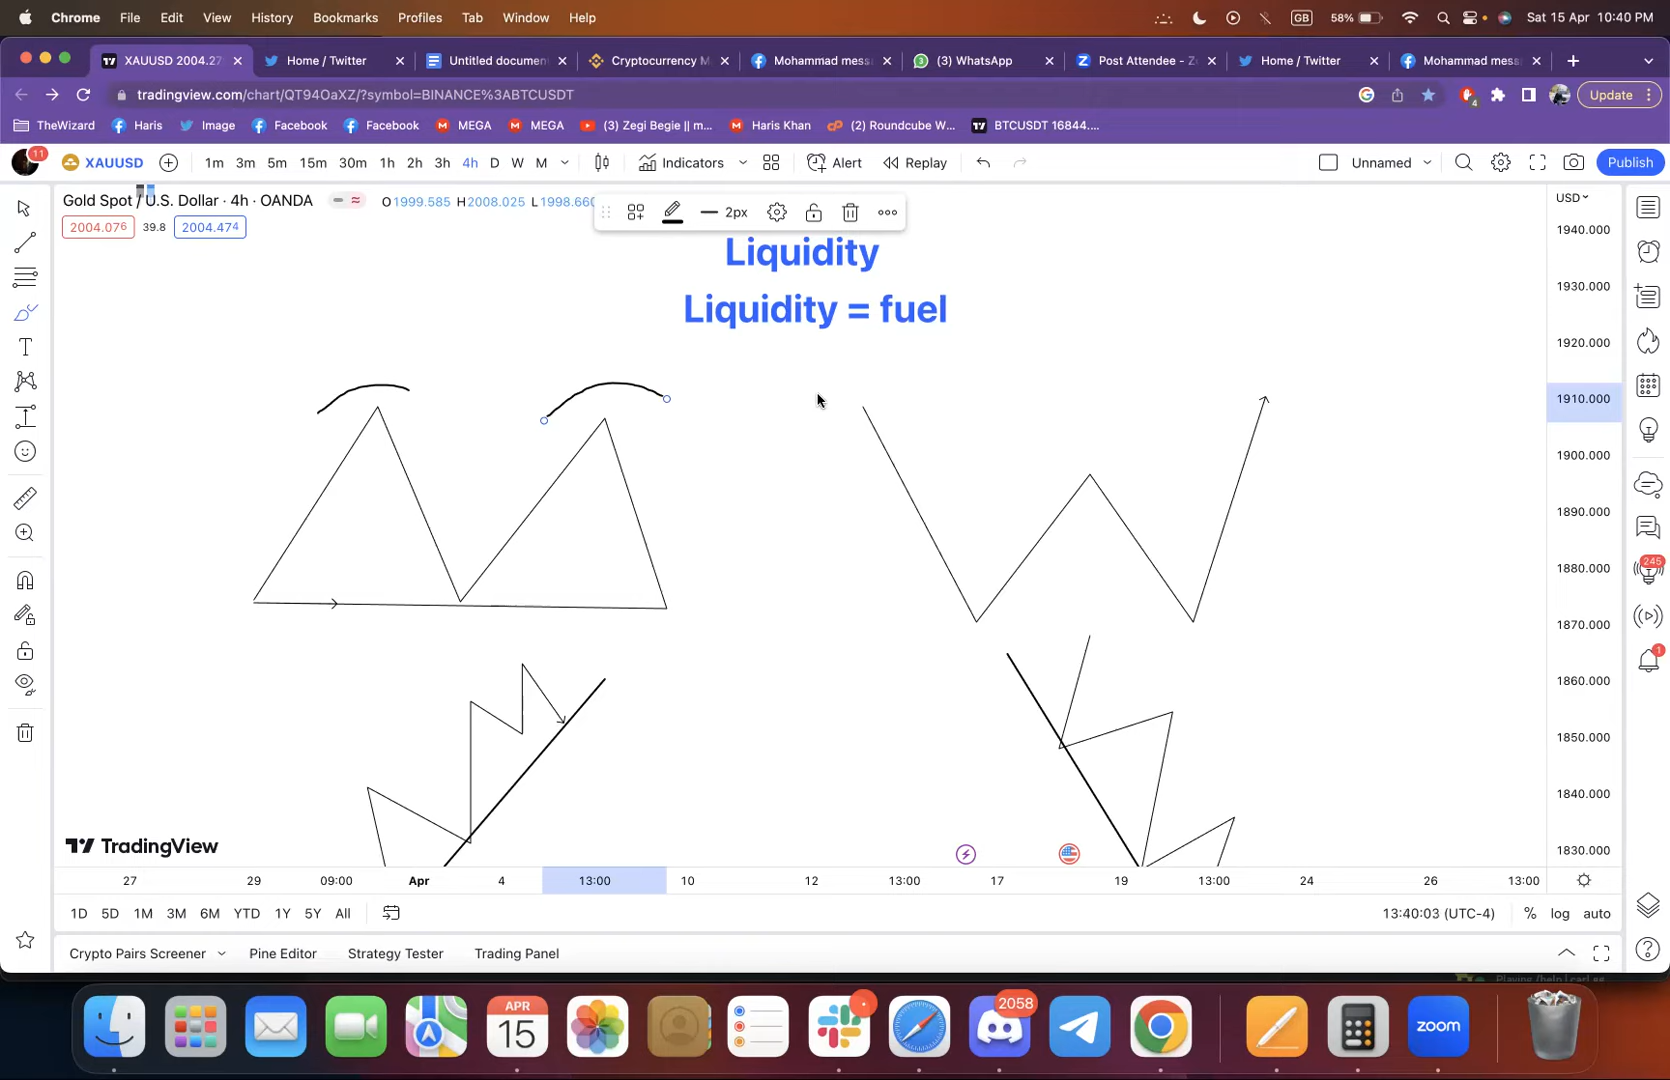 Chrome File Edit View History Bookmarks Profiles Tab Window Help GB 58% Sat 15 Apr 10:40 PM
XAUUSD 2004.27 Home / Twitter Untitled documen Cryptocurrency M Mohammad mess (3) WhatsApp Post Attendee - Z Home / Twitter Mohammad mess
tradingview.com/chart/QT94OaXZ/?symbol=BINANCE%3ABTCUSDT 4 Update
TheWizard Haris Image Facebook Facebook MEGA MEGA (3) Zegi Begie || m... Haris Khan (2) Roundcube W... BTCUSDT 16844....
11 XAUUSD 1m 3m 5m 15m 30m 1h 2h 3h 4h D W M Indicators Alert Replay Unnamed Publish
Gold Spot / U.S. Dollar · 4h · OANDA O1999.585 H2008.025 L1998.660 2px USD
2004.076 39.8 2004.474
Liquidity
Liquidity = fuel
1940.000
1930.000
1920.000
1910.000
1900.000
1890.000
1880.000
1870.000
1860.000
1850.000
1840.000
1830.000
245
1
TradingView
27 29 09:00 Apr 4 13:00 10 12 13:00 17 19 13:00 24 26 13:00
1D 5D 1M 3M 6M YTD 1Y 5Y All 13:40:03 (UTC-4) % log auto
Crypto Pairs Screener Pine Editor Strategy Tester Trading Panel
APR
15
2058
zoom